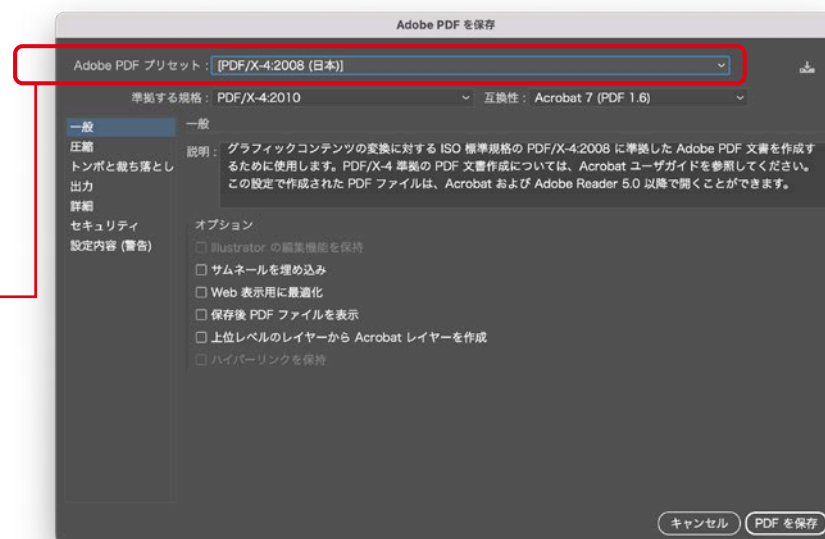 Adobe PDF を保存
Adobe PDF プリセット : [PDF/X-4:2008 (日本)]
準拠する規格 : PDF/X-4:2010 互換性 : Acrobat 7 (PDF 1.6)
一般
圧縮
トンボと裁ち落とし
出力
詳細
セキュリティ
設定内容 (警告)
一般
説明 : グラフィックコンテンツの変換に対する ISO 標準規格の PDF/X-4:2008 に準拠した Adobe PDF 文書を作成す
るために使用します。PDF/X-4 準拠の PDF 文書作成については、Acrobat ユーザガイドを参照してください。
この設定で作成された PDF ファイルは、Acrobat および Adobe Reader 5.0 以降で開くことができます。
オプション
Illustrator の編集機能を保持
サムネールを埋め込み
Web 表示用に最適化
保存後 PDF ファイルを表示
上位レベルのレイヤーから Acrobat レイヤーを作成
ハイパーリンクを保持
キャンセル PDF を保存